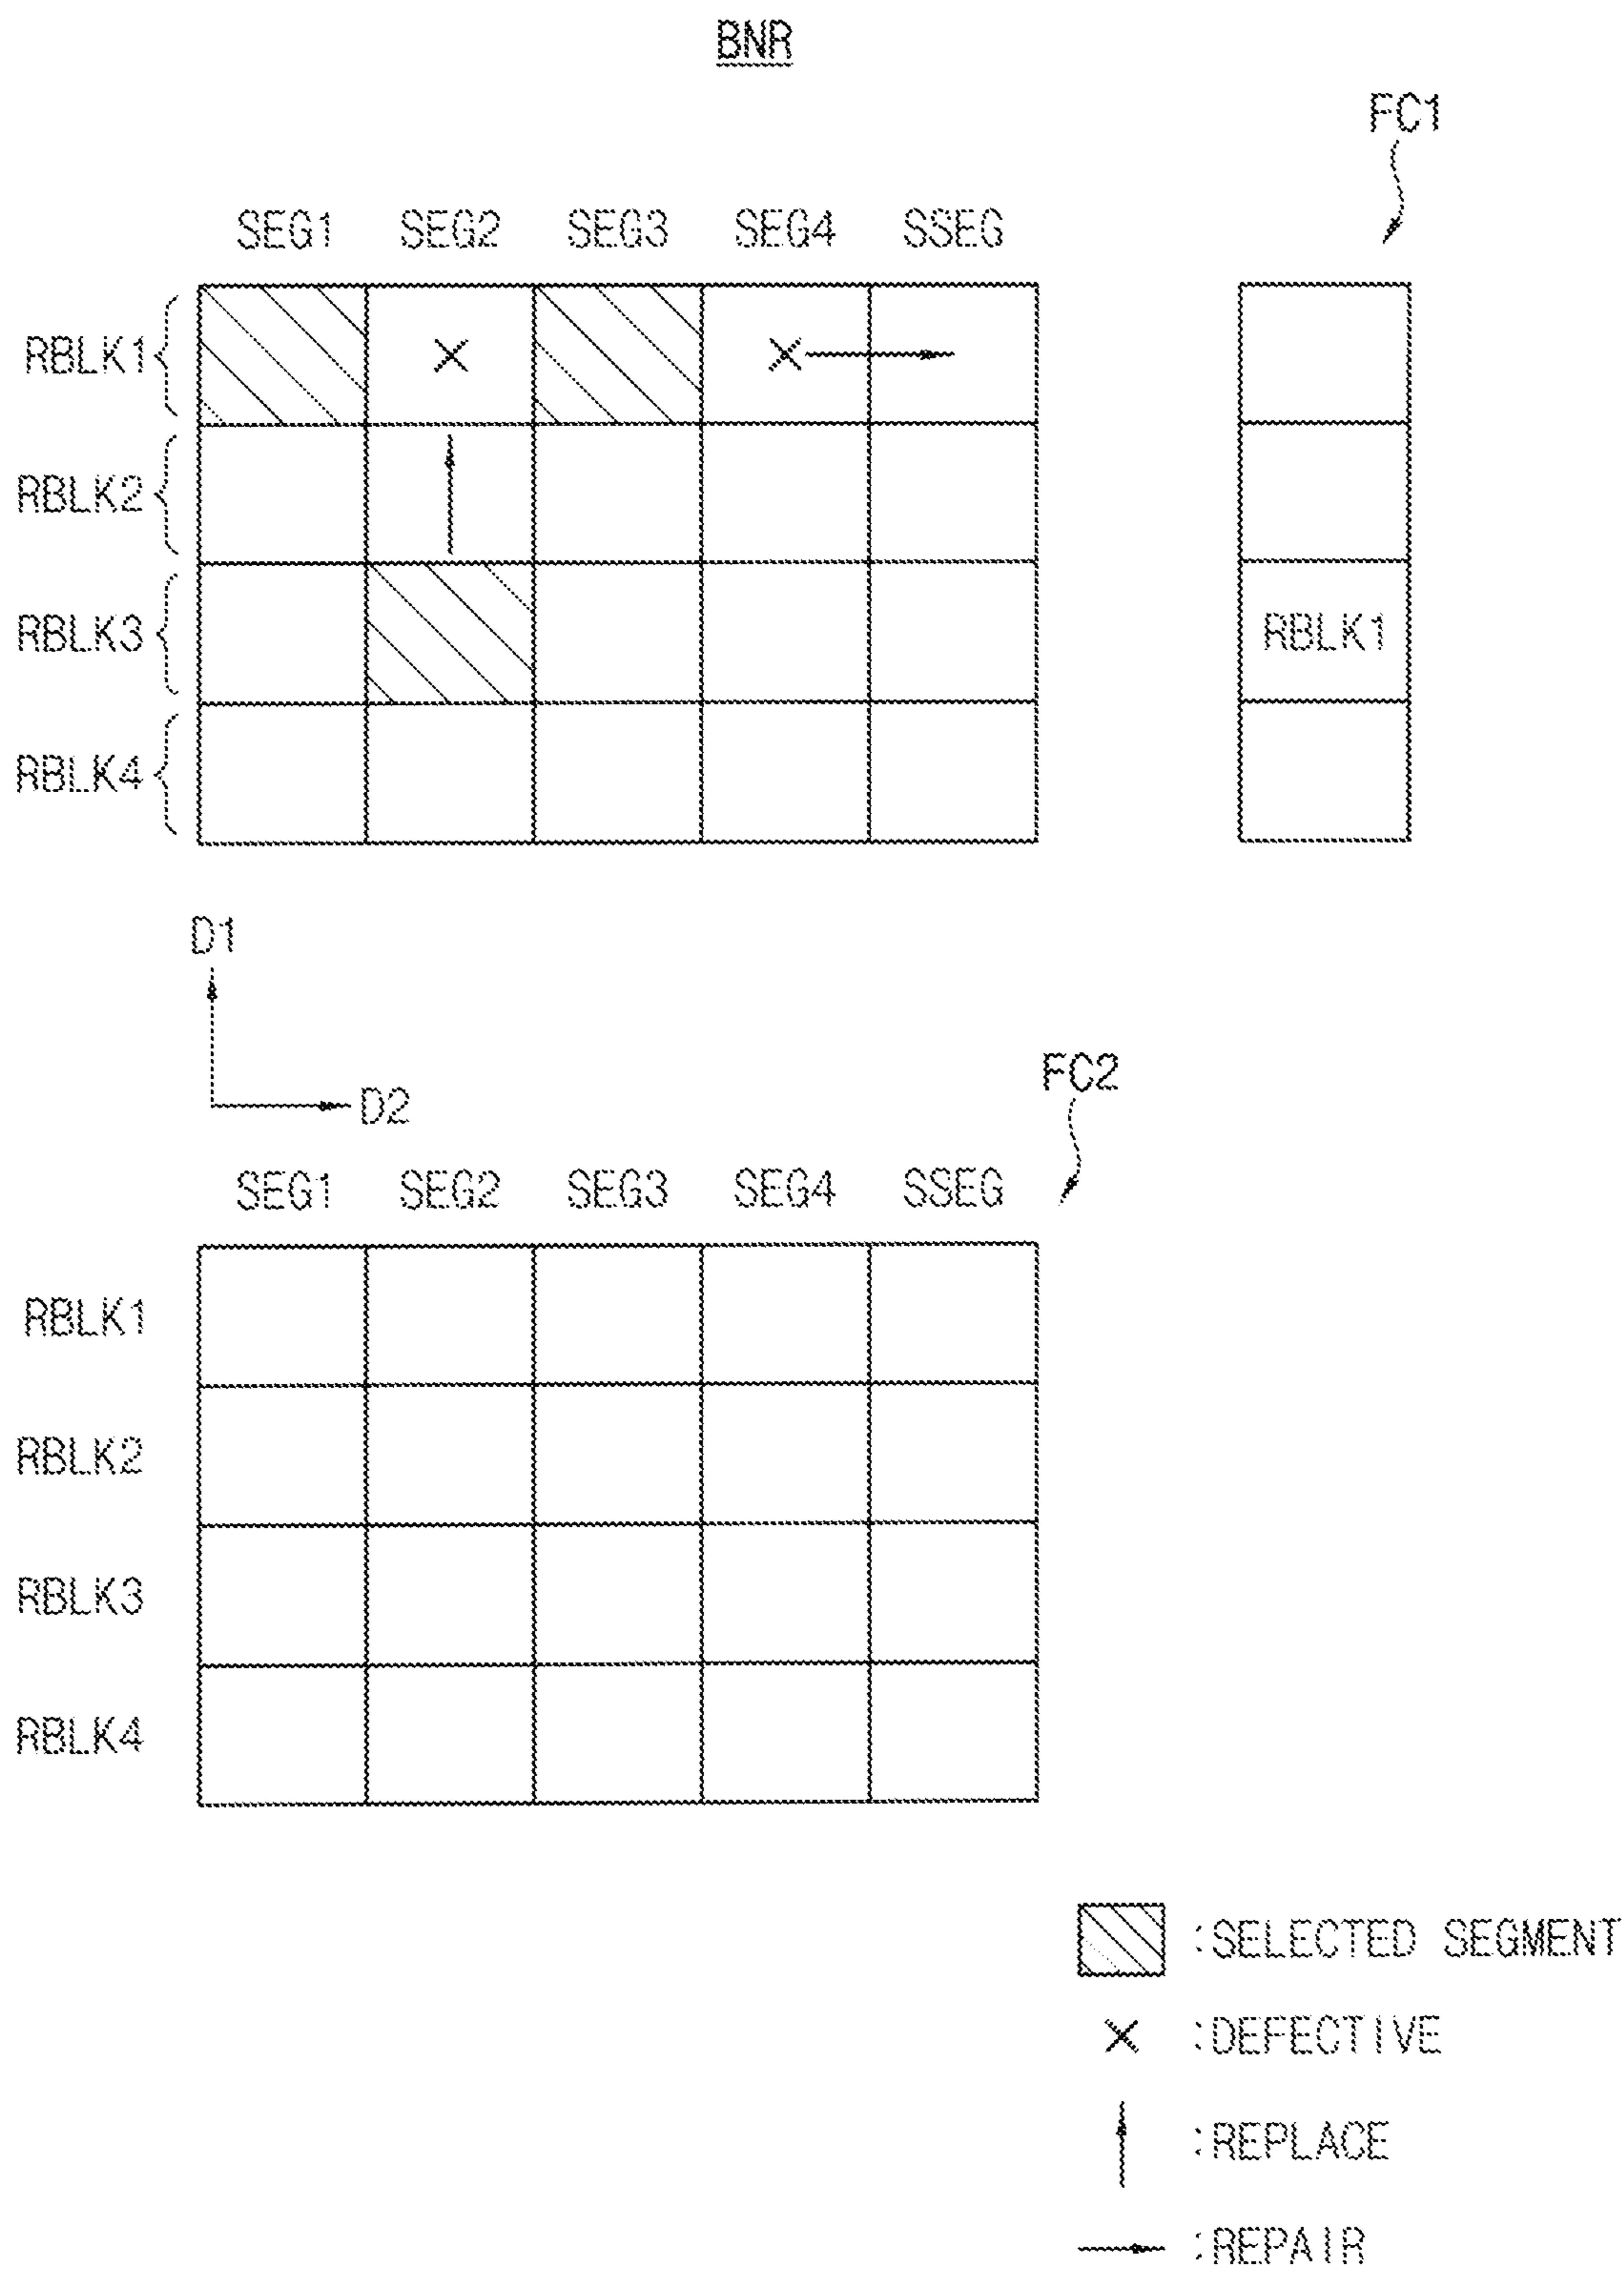 BNR
FC1
SEG1 SEG2 SEG3 SEG4 SSEG
RBLK1
RBLK2
RBLK3 RBLK1
RBLK4
D1
D2
FC2
SEG1 SEG2 SEG3 SEG4 SSEG
RBLK1
RBLK2
RBLK3
RBLK4
:SELECTED SEGMENT
:DEFECTIVE
:REPLACE
:REPAIR